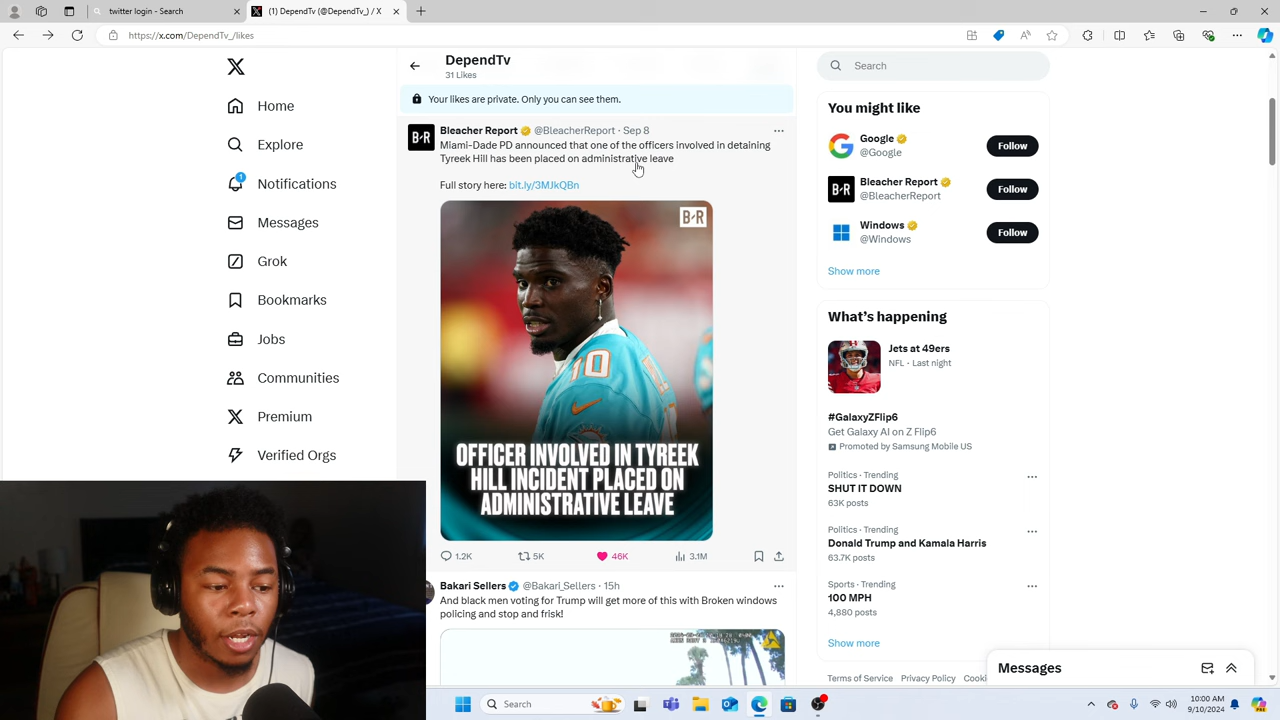 twitter login - Search
(1) DependTv (@DependTv_) / X
https://x.com/DependTv_/likes
X
Home
Explore
1
Notifications
Messages
Grok
Bookmarks
Jobs
Communities
Premium
Verified Orgs
DependTv
31 Likes
Your likes are private. Only you can see them.
B/R
Bleacher Report @BleacherReport · Sep 8
Miami-Dade PD announced that one of the officers involved in detaining
Tyreek Hill has been placed on administrative leave
Full story here: bit.ly/3MJkQBn
B/R
10
OFFICER INVOLVED IN TYREEK
HILL INCIDENT PLACED ON
ADMINISTRATIVE LEAVE
1.2K 5K 46K 3.1M
Bakari Sellers @Bakari_Sellers · 15h
And black men voting for Trump will get more of this with Broken windows
policing and stop and frisk!
Search
You might like
Google
@Google
Follow
B/R
Bleacher Report
@BleacherReport
Follow
Windows
@Windows
Follow
Show more
What's happening
Jets at 49ers
NFL · Last night
#GalaxyZFlip6
Get Galaxy AI on Z Flip6
Promoted by Samsung Mobile US
Politics · Trending
SHUT IT DOWN
63K posts
Politics · Trending
Donald Trump and Kamala Harris
63.7K posts
Sports · Trending
100 MPH
4,880 posts
Show more
Terms of Service Privacy Policy Cooki
Messages
Search
10:00 AM
9/10/2024